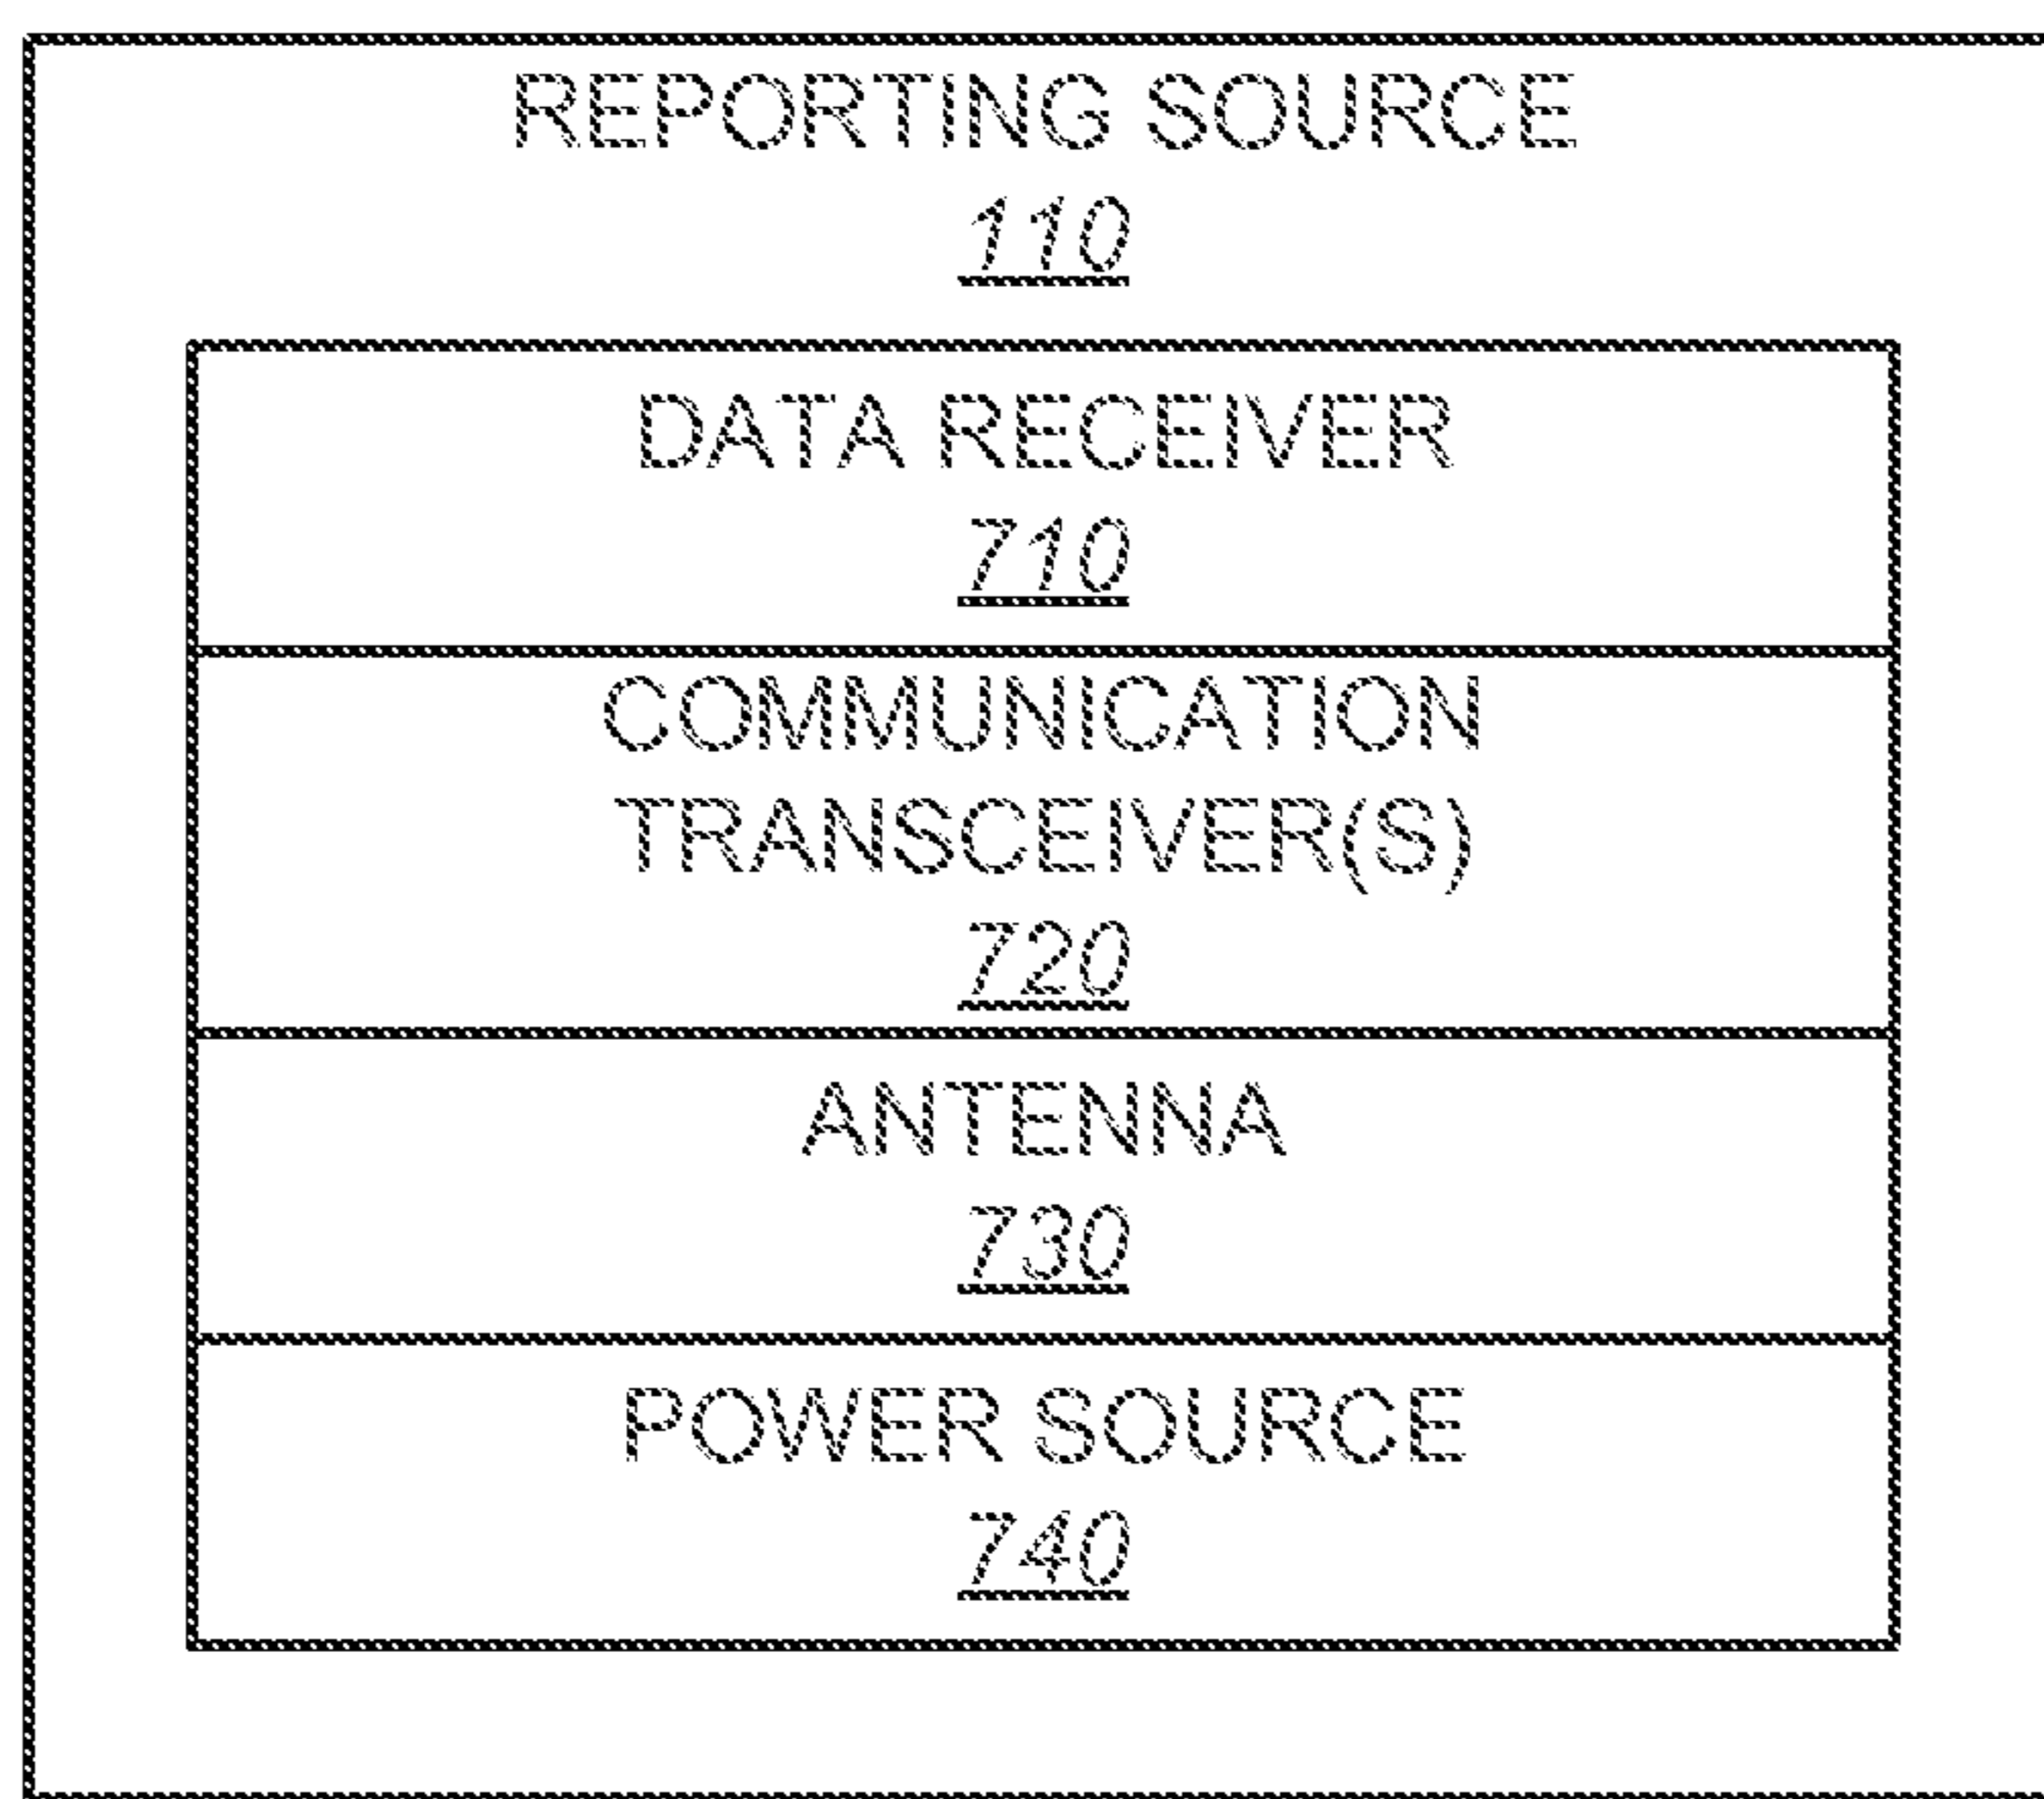 REPORTING SOURCE
110
DATA RECEIVER
710
COMMUNICATION
TRANSCEIVER(S)
720
ANTENNA
730
POWER SOURCE
740